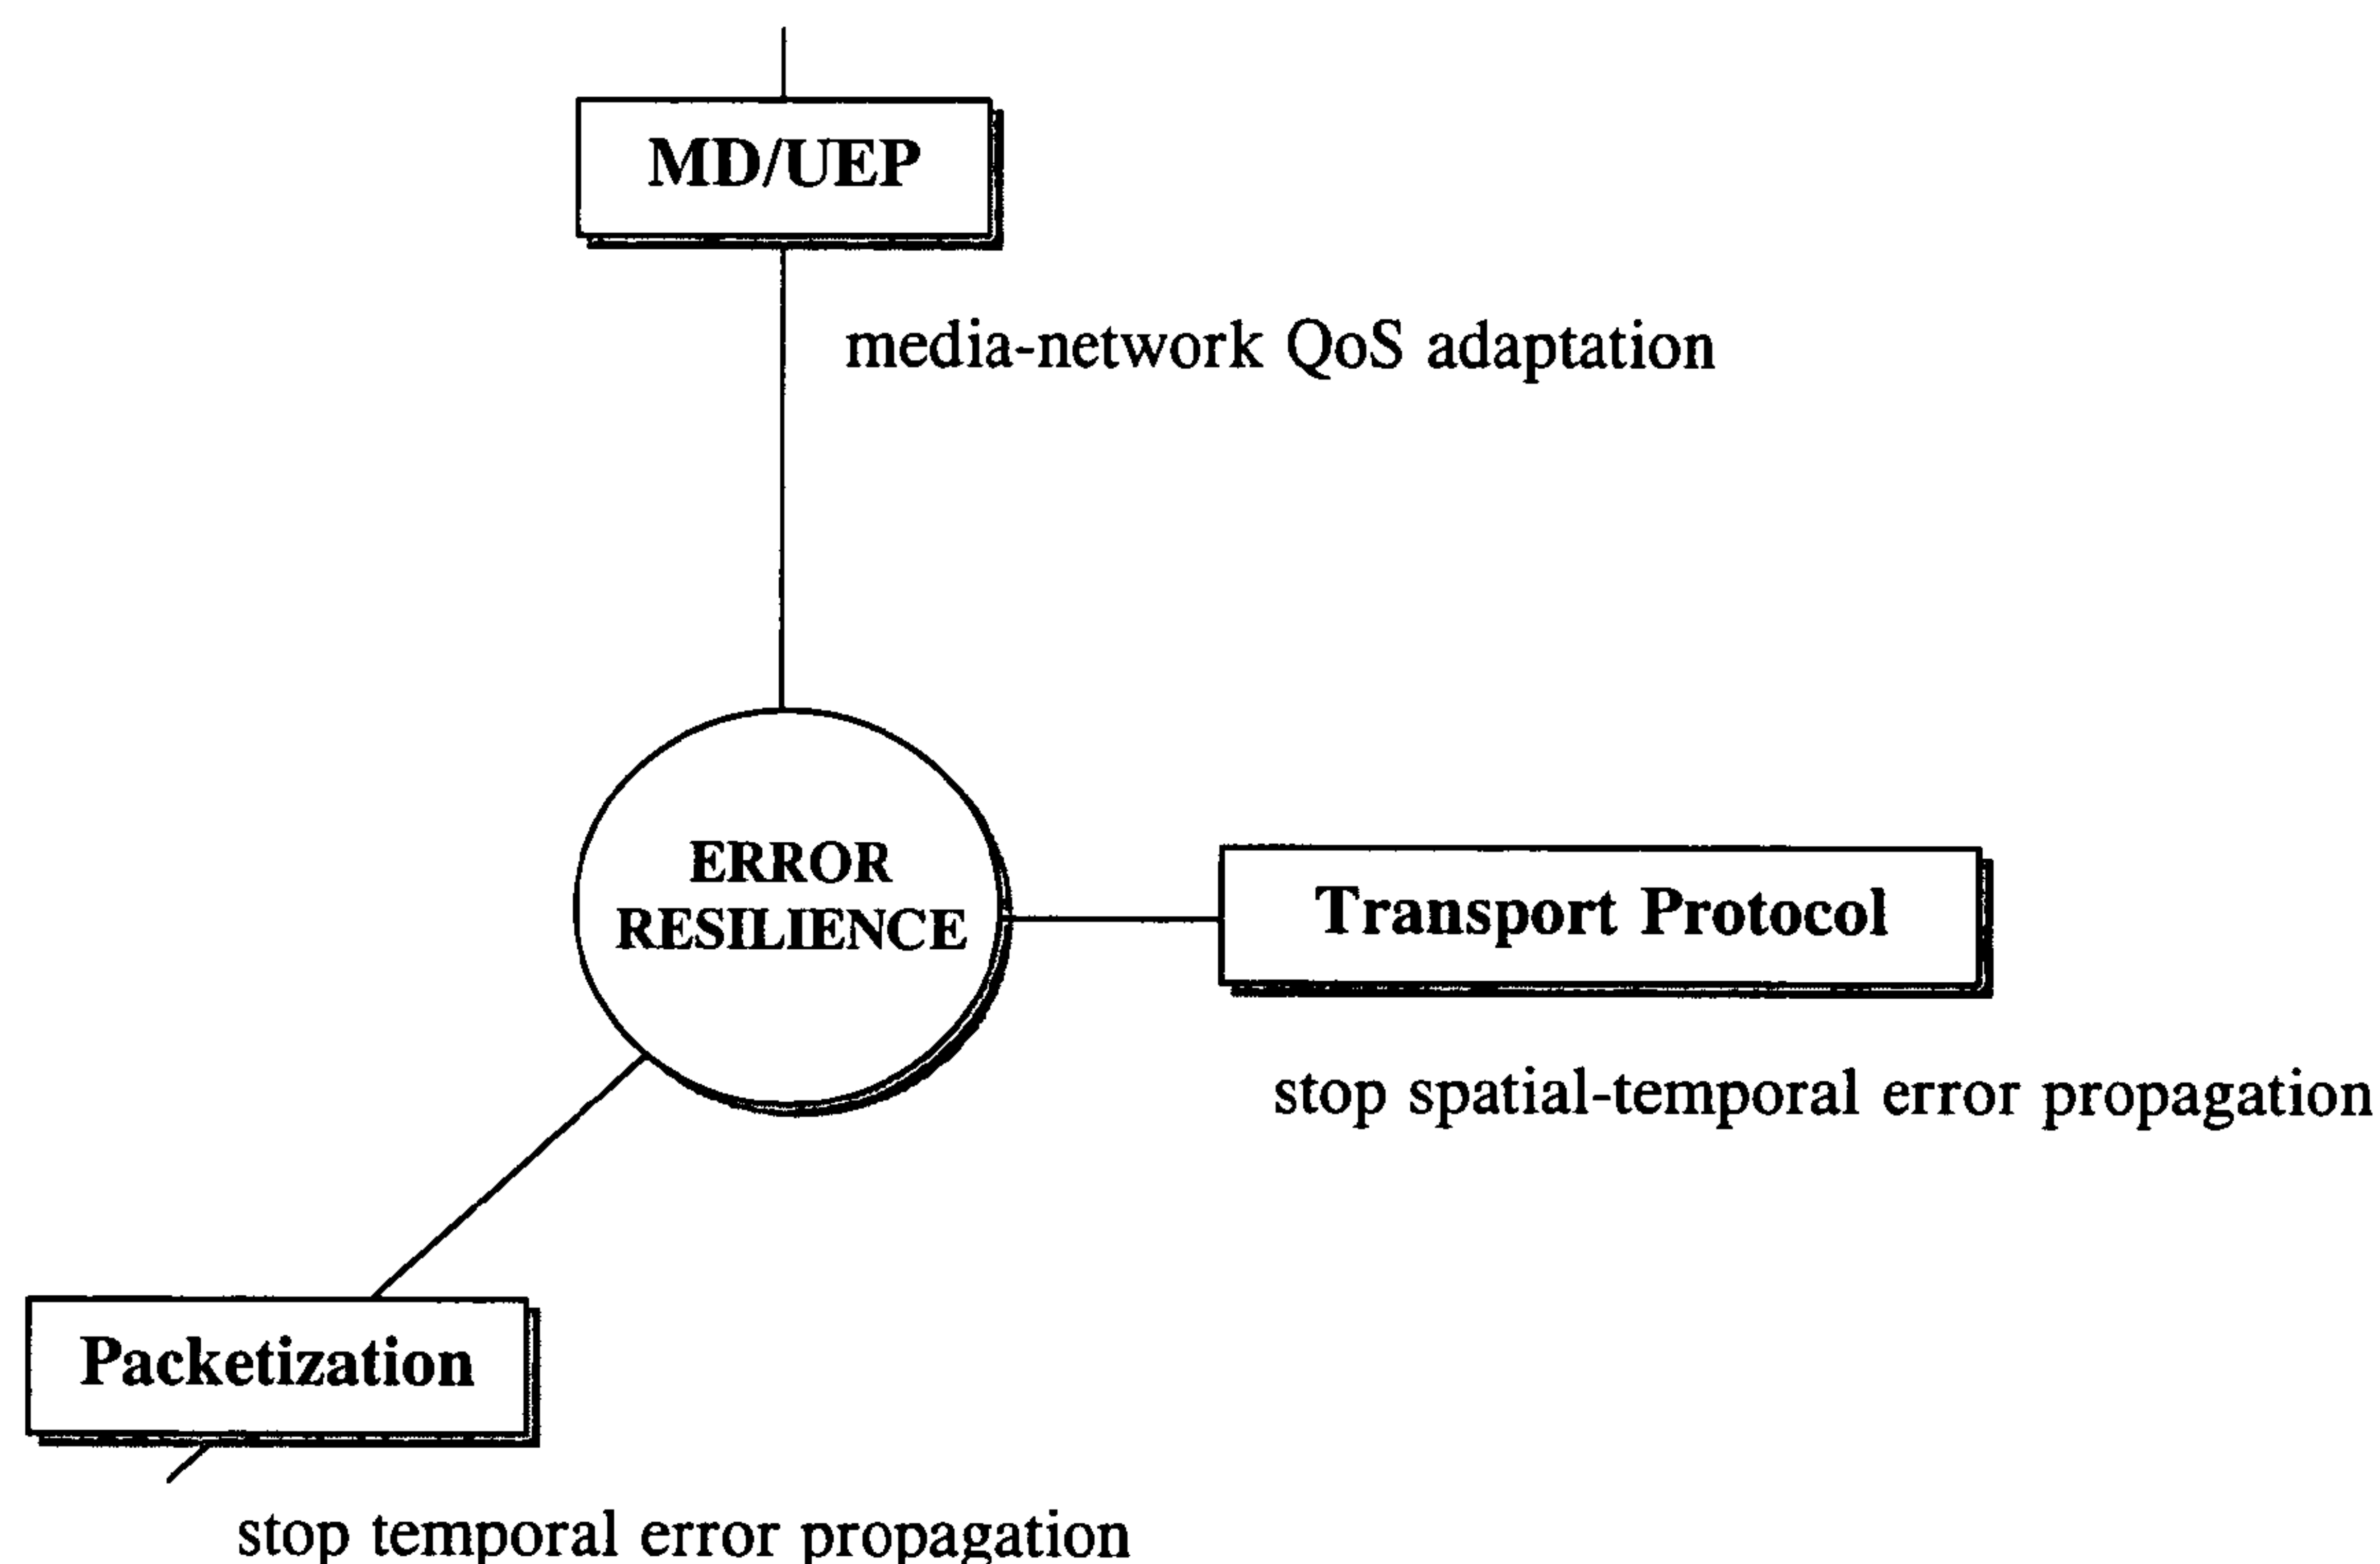 MD/UEP
media-network QoS adaptation
ERROR
RESILIENCE
Transport Protocol
stop spatial-temporal error propagation
Packetization
stop temporal error propagation